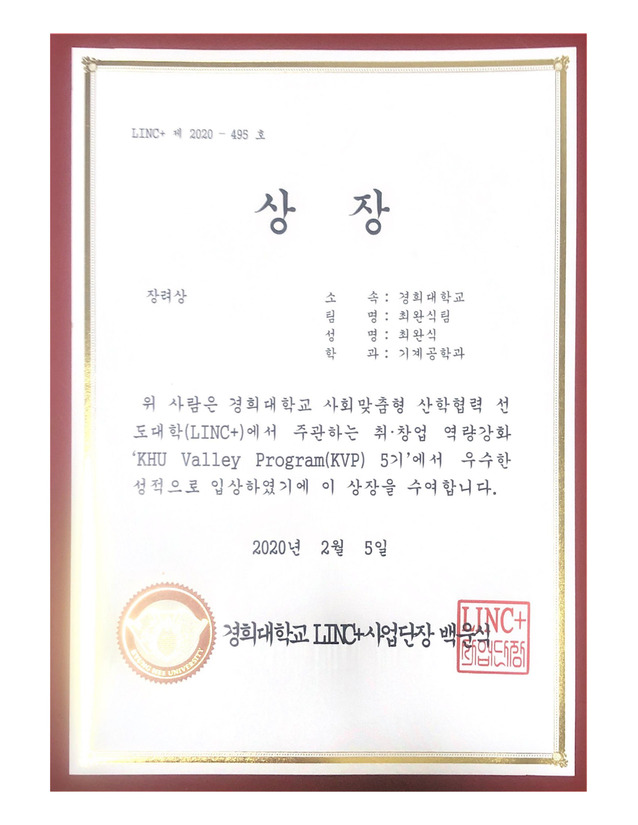 LINC+ 제 2020 - 495 호
상 장
장려상
소 속 : 경희대학교
팀 명 : 최완식팀
성 명 : 최완식
학 과 : 기계공학과
위 사람은 경희대학교 사회맞춤형 산학협력 선
도대학(LINC+)에서 주관하는 취·창업 역량강화
‘KHU Valley Program(KVP) 5기’에서 우수한
성적으로 입상하였기에 이 상장을 수여합니다.
2020년 2월 5일
경희대학교 LINC+사업단장 백운식
LINC+
사업단장
KYUNG HEE UNIVERSITY